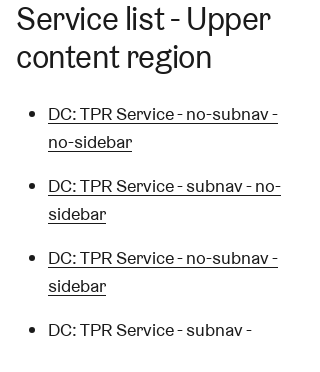 Service list - Upper
content region
DC: TPR Service - no-subnav -
no-sidebar
DC: TPR Service - subnav - no-
sidebar
DC: TPR Service - no-subnav -
sidebar
DC: TPR Service - subnav -